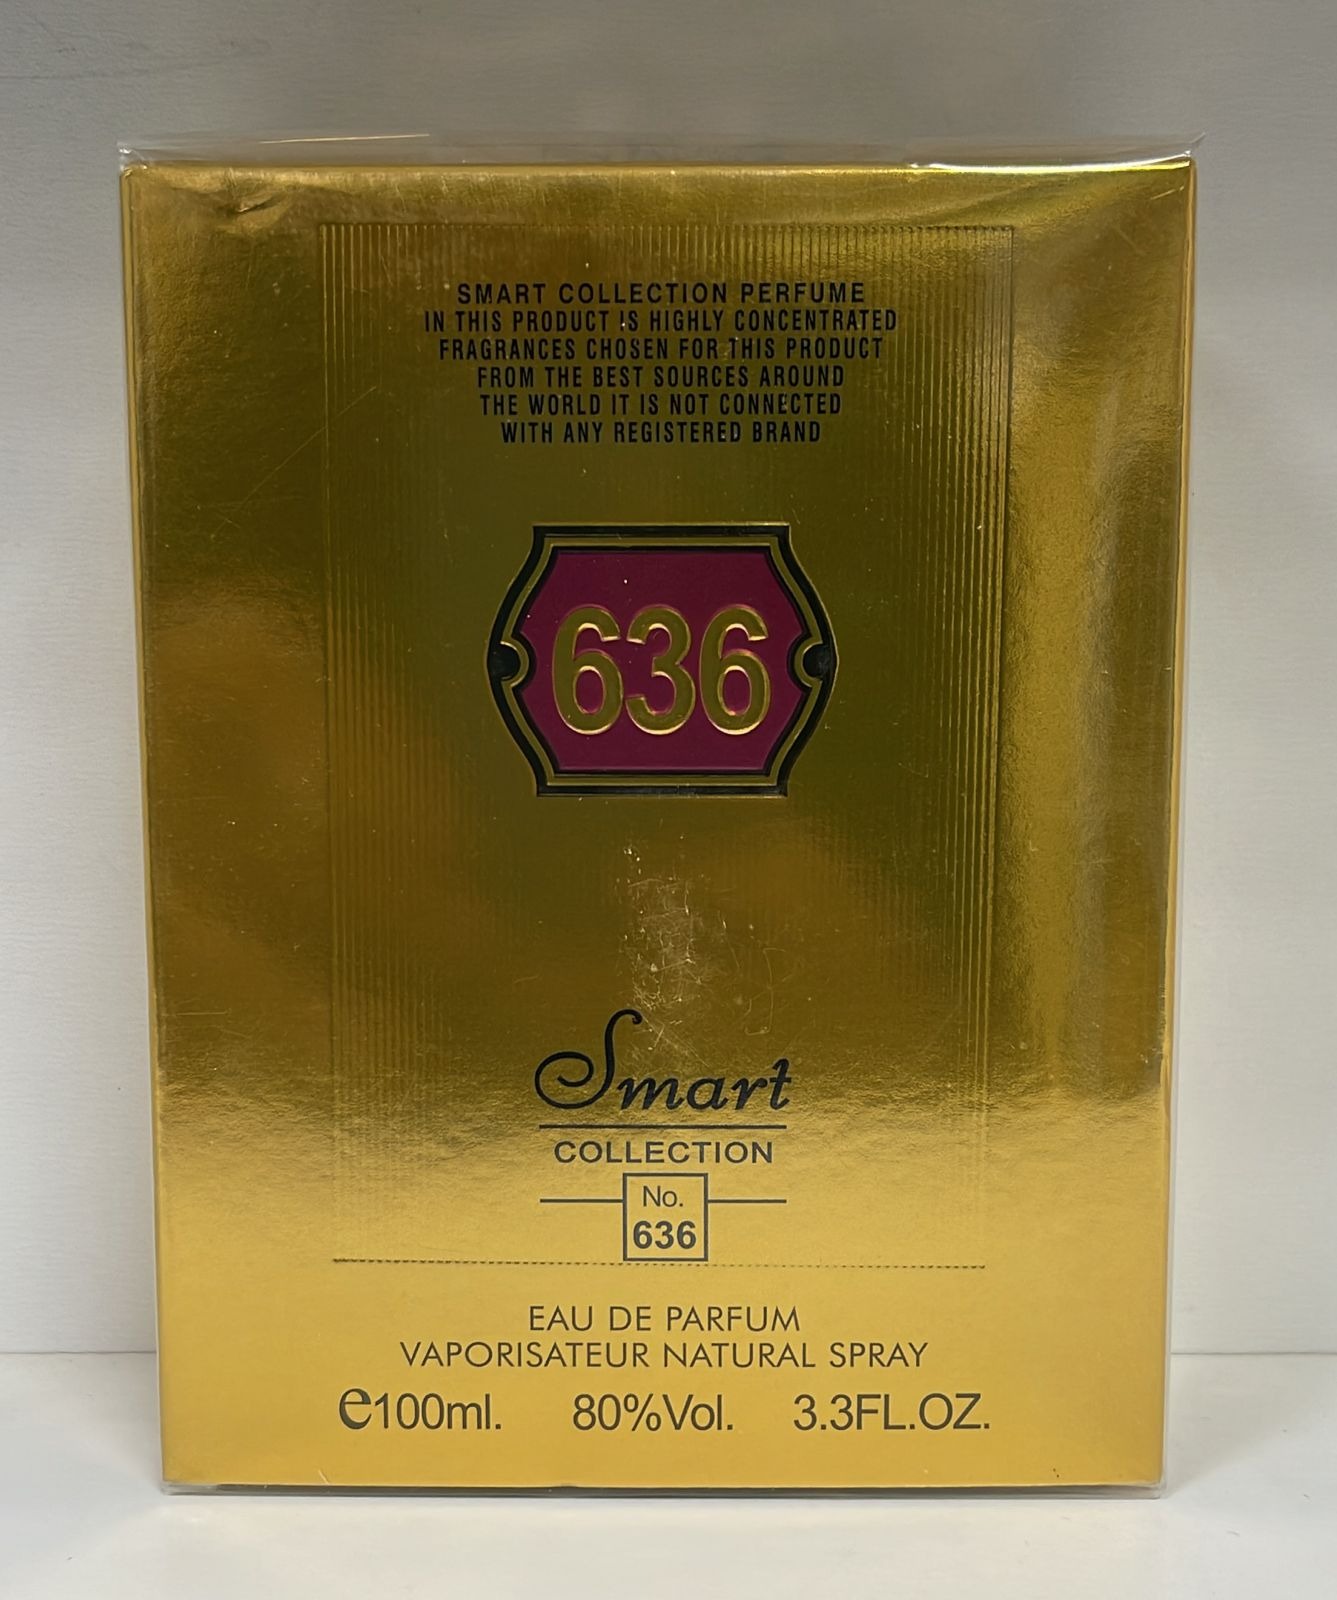 SMART COLLECTION PERFUME
IN THIS PRODUCT IS HIGHLY CONCENTRATED
FRAGRANCES CHOSEN FOR THIS PRODUCT
FROM THE BEST SOURCES AROUND
THE WORLD IT IS NOT CONNECTED
WITH ANY REGISTERED BRAND
636
Smart
COLLECTION
No.
636
EAU DE PARFUM
VAPORISATEUR NATURAL SPRAY
e100ml. 80%Vol. 3.3FL.OZ.